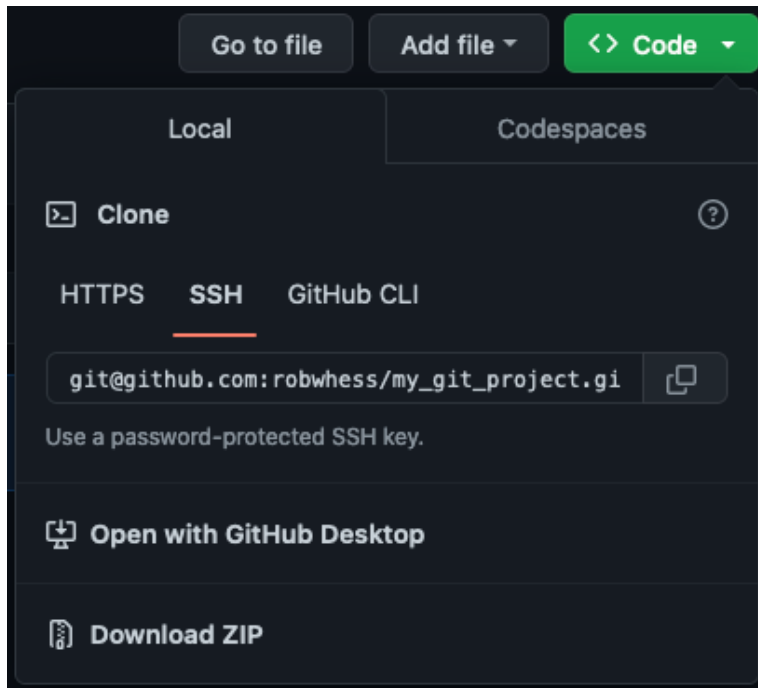 Go to file Add file <> Code
Local Codespaces
Clone
HTTPS SSH GitHub CLI
git@github.com:robwhess/my_git_project.gi
Use a password-protected SSH key.
Open with GitHub Desktop
Download ZIP